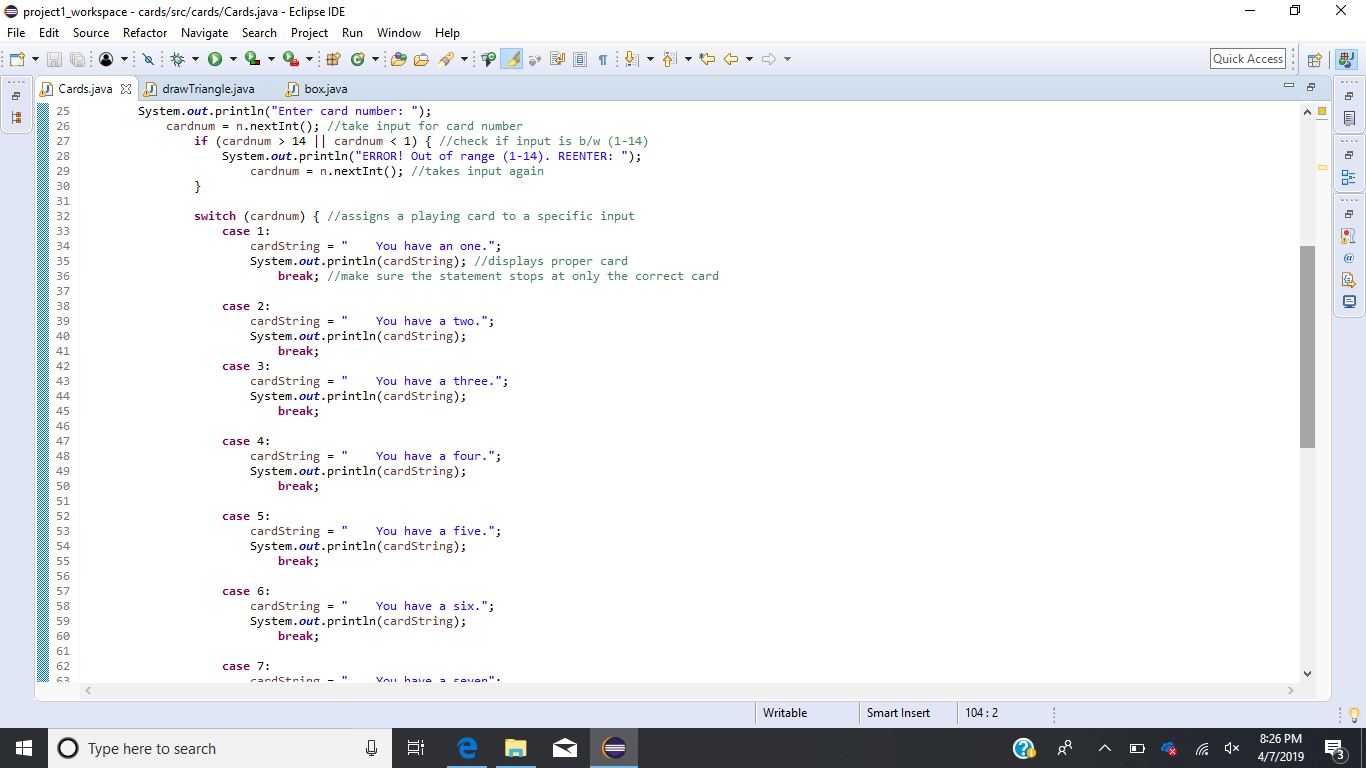 project1_workspace - cards/src/cards/Cards.java - Eclipse IDE
File Edit Source Refactor Navigate Search Project Run Window Help
Quick Access
Cards.java drawTriangle.java box.java
25 System.out.println("Enter card number: ");
26 cardnum = n.nextInt(); //take input for card number
27 if (cardnum > 14 || cardnum < 1) { //check if input is b/w (1-14)
28 System.out.println("ERROR! Out of range (1-14). REENTER: ");
29 cardnum = n.nextInt(); //takes input again
30 }
31
32 switch (cardnum) { //assigns a playing card to a specific input
33 case 1:
34 cardString = "    You have an one.";
35 System.out.println(cardString); //displays proper card
36 break; //make sure the statement stops at only the correct card
37
38 case 2:
39 cardString = "    You have a two.";
40 System.out.println(cardString);
41 break;
42 case 3:
43 cardString = "    You have a three.";
44 System.out.println(cardString);
45 break;
46
47 case 4:
48 cardString = "    You have a four.";
49 System.out.println(cardString);
50 break;
51
52 case 5:
53 cardString = "    You have a five.";
54 System.out.println(cardString);
55 break;
56
57 case 6:
58 cardString = "    You have a six.";
59 System.out.println(cardString);
60 break;
61
62 case 7:
63 cardString = "    You have a seven";
Writable Smart Insert 104 : 2
Type here to search
8:26 PM
4/7/2019
3